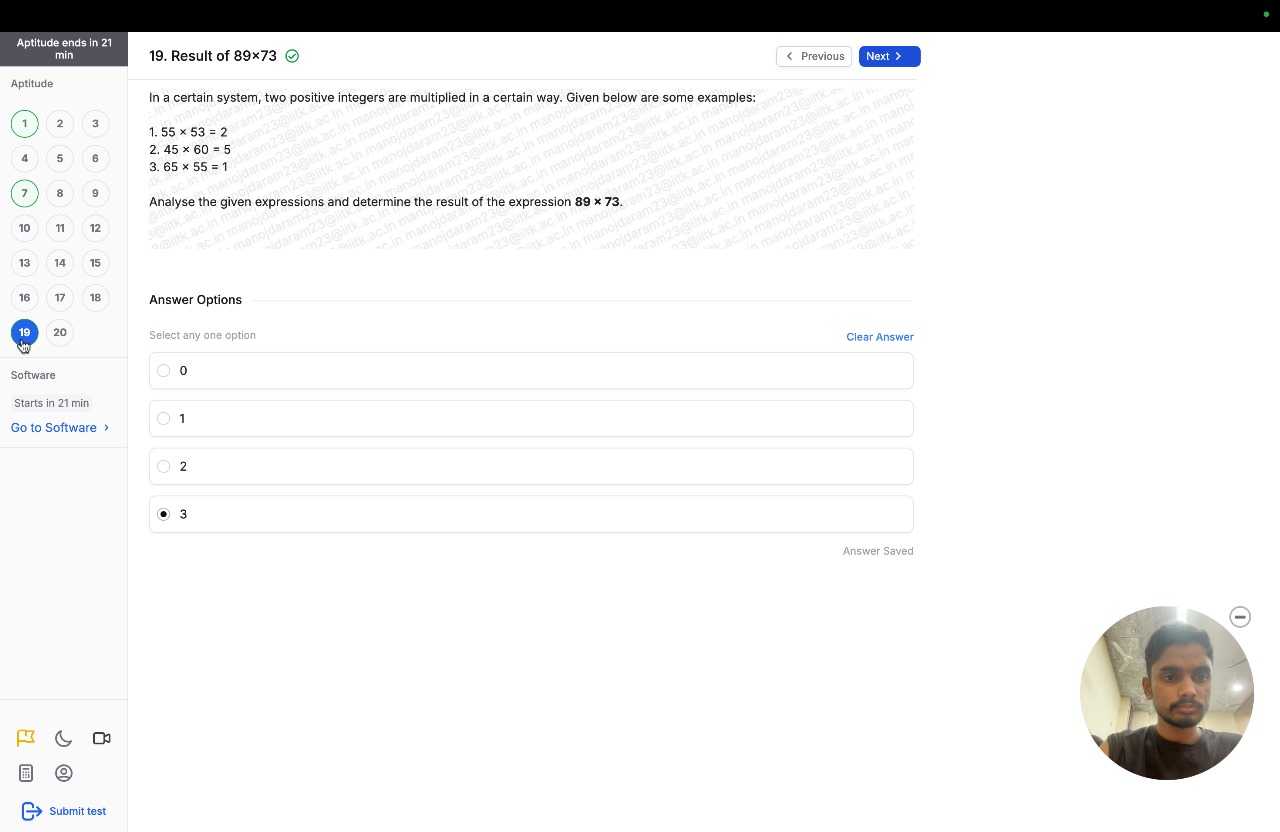 Aptitude ends in 21
min
Aptitude
1 2 3
4 5 6
7 8 9
10 11 12
13 14 15
16 17 18
19 20
Software
Starts in 21 min
Go to Software
Submit test
19. Result of 89×73
Previous
Next
In a certain system, two positive integers are multiplied in a certain way. Given below are some examples:
1. 55 × 53 = 2
2. 45 × 60 = 5
3. 65 × 55 = 1
Analyse the given expressions and determine the result of the expression 89 × 73.
manojdaram23@iitk.ac.in
Answer Options
Select any one option
Clear Answer
0
1
2
3
Answer Saved